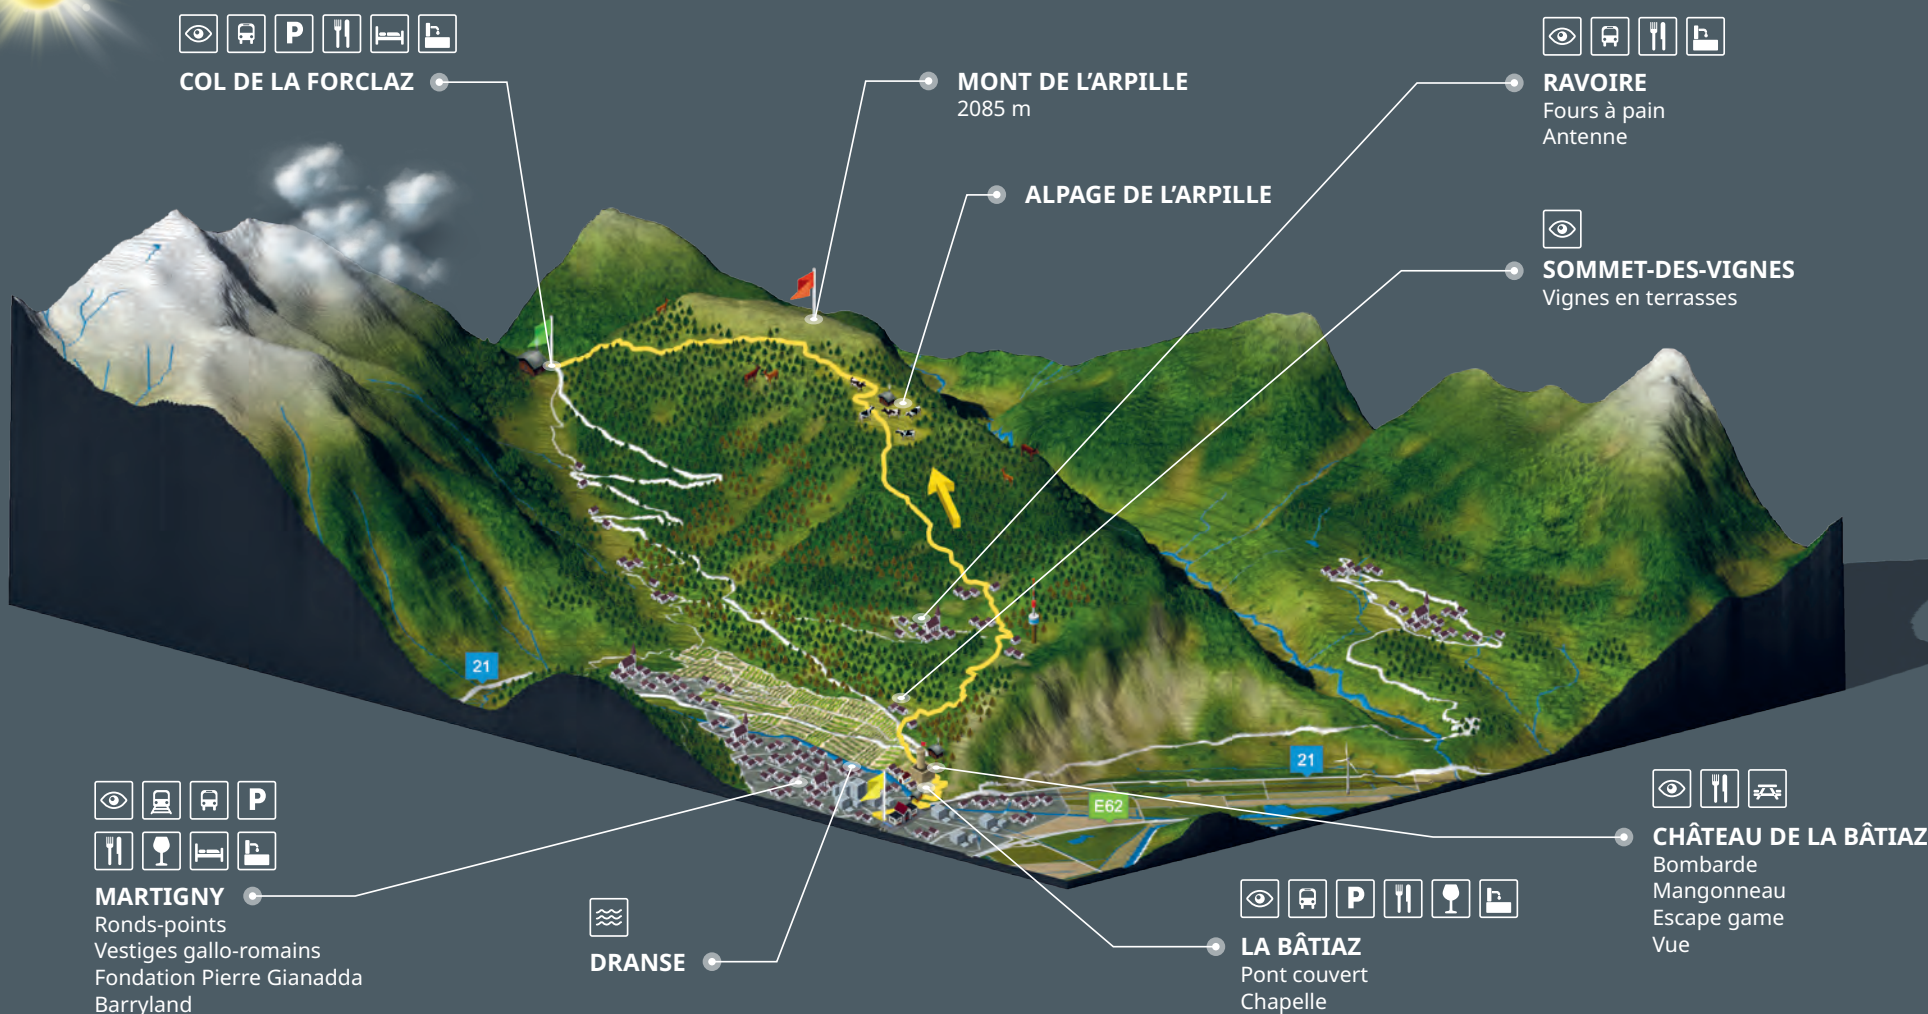 P
COL DE LA FORCLAZ
MONT DE L'ARPILLE
2085 m
RAVOIRE
Fours à pain
Antenne
ALPAGE DE L'ARPILLE
SOMMET-DES-VIGNES
Vignes en terrasses
21
21
E62
P
MARTIGNY
Ronds-points
Vestiges gallo-romains
Fondation Pierre Gianadda
Barryland
DRANSE
P
LA BÂTIAZ
Pont couvert
Chapelle
CHÂTEAU DE LA BÂTIAZ
Bombarde
Mangonneau
Escape game
Vue